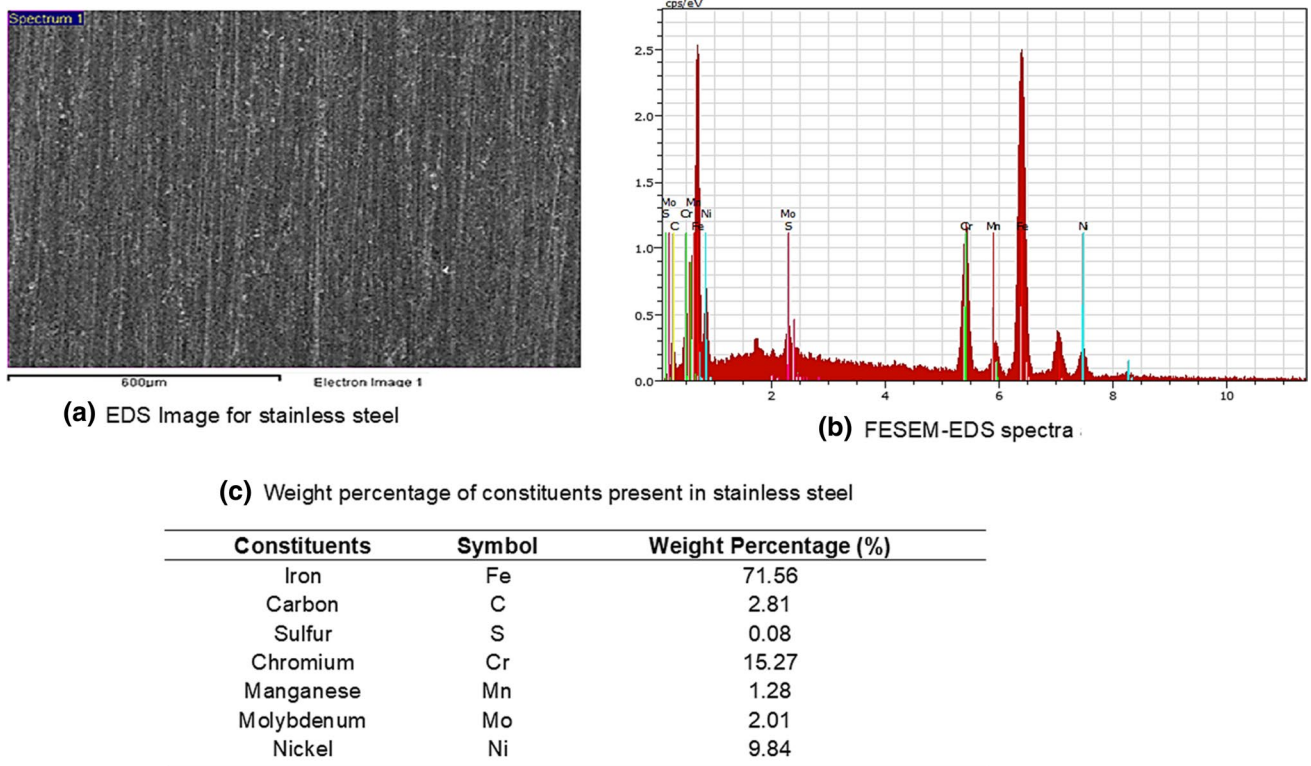 Spectrum 1
600µm Electron Image 1
(a) EDS Image for stainless steel
cps/eV
2.5
2.0
1.5
1.0
0.5
0.0
Mo Mn Mo
S C Cr Fe Ni S Cr Mn Fe Ni
2 4 6 8 10
(b) FESEM-EDS spectra
(c) Weight percentage of constituents present in stainless steel
Constituents Symbol Weight Percentage (%)
Iron Fe 71.56
Carbon C 2.81
Sulfur S 0.08
Chromium Cr 15.27
Manganese Mn 1.28
Molybdenum Mo 2.01
Nickel Ni 9.84